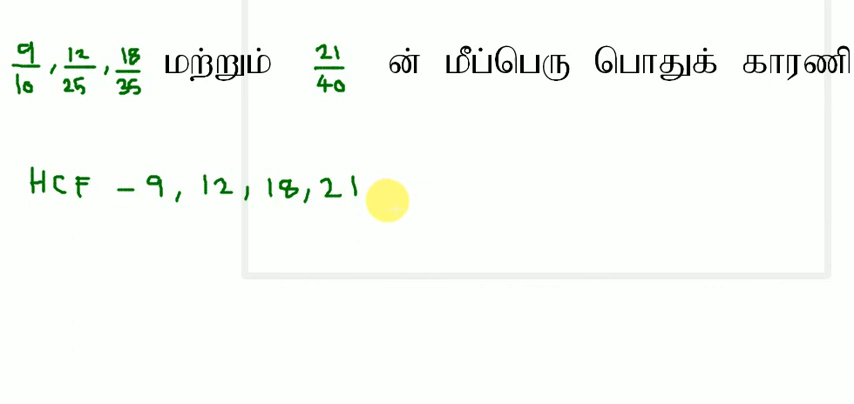 9/10, 12/25, 18/35 மற்றும் 21/40 ன் மீப்பெரு பொதுக் காரணி
HCF - 9, 12, 18, 21